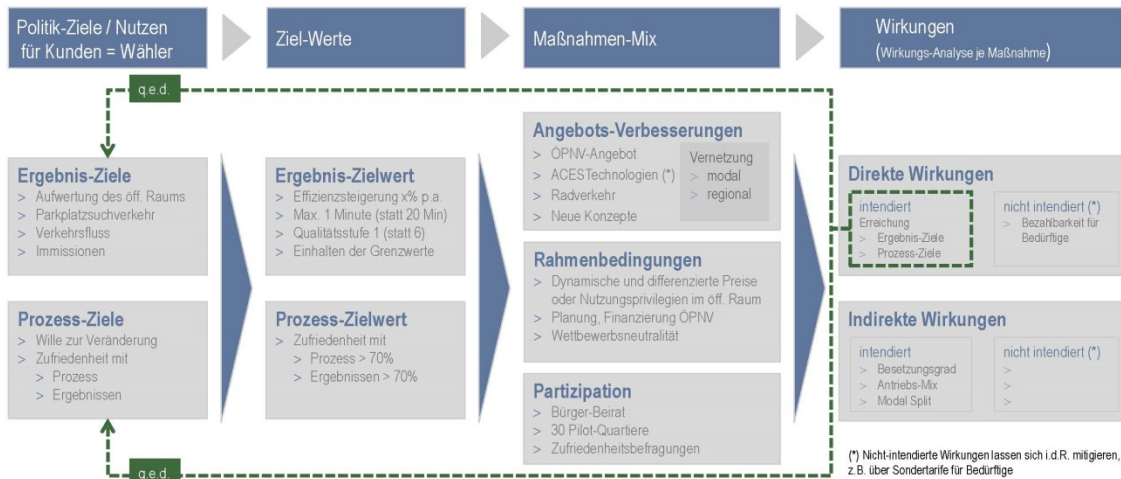 Politik-Ziele / Nutzen
für Kunden = Wähler
Ziel-Werte
Maßnahmen-Mix
Wirkungen
(Wirkungs-Analyse je Maßnahme)
q.e.d.
Ergebnis-Ziele
> Aufwertung des öff. Raums
> Parkplatzsuchverkehr
> Verkehrsfluss
> Immissionen
Prozess-Ziele
> Wille zur Veränderung
> Zufriedenheit mit
> Prozess
> Ergebnissen
q.e.d.
Ergebnis-Zielwert
> Effizienzsteigerung x% p.a.
> Max. 1 Minute (statt 20 Min)
> Qualitätsstufe 1 (statt 6)
> Einhalten der Grenzwerte
Prozess-Zielwert
> Zufriedenheit mit
> Prozess > 70%
> Ergebnissen > 70%
Angebots-Verbesserungen
> ÖPNV-Angebot
> ACESTechnologien (*)
> Radverkehr
> Neue Konzepte
Vernetzung
> modal
> regional
Rahmenbedingungen
> Dynamische und differenzierte Preise
oder Nutzungsprivilegien im öff. Raum
> Planung, Finanzierung ÖPNV
> Wettbewerbsneutralität
Partizipation
> Bürger-Beirat
> 30 Pilot-Quartiere
> Zufriedenheitsbefragungen
Direkte Wirkungen
intendiert
Erreichung
> Ergebnis-Ziele
> Prozess-Ziele
nicht intendiert (*)
> Bezahlbarkeit für
Bedürftige
Indirekte Wirkungen
intendiert
> Besetzungsgrad
> Antriebs-Mix
> Modal Split
nicht intendiert (*)
>
>
>
(*) Nicht-intendierte Wirkungen lassen sich i.d.R. mitigieren,
z.B. über Sondertarife für Bedürftige